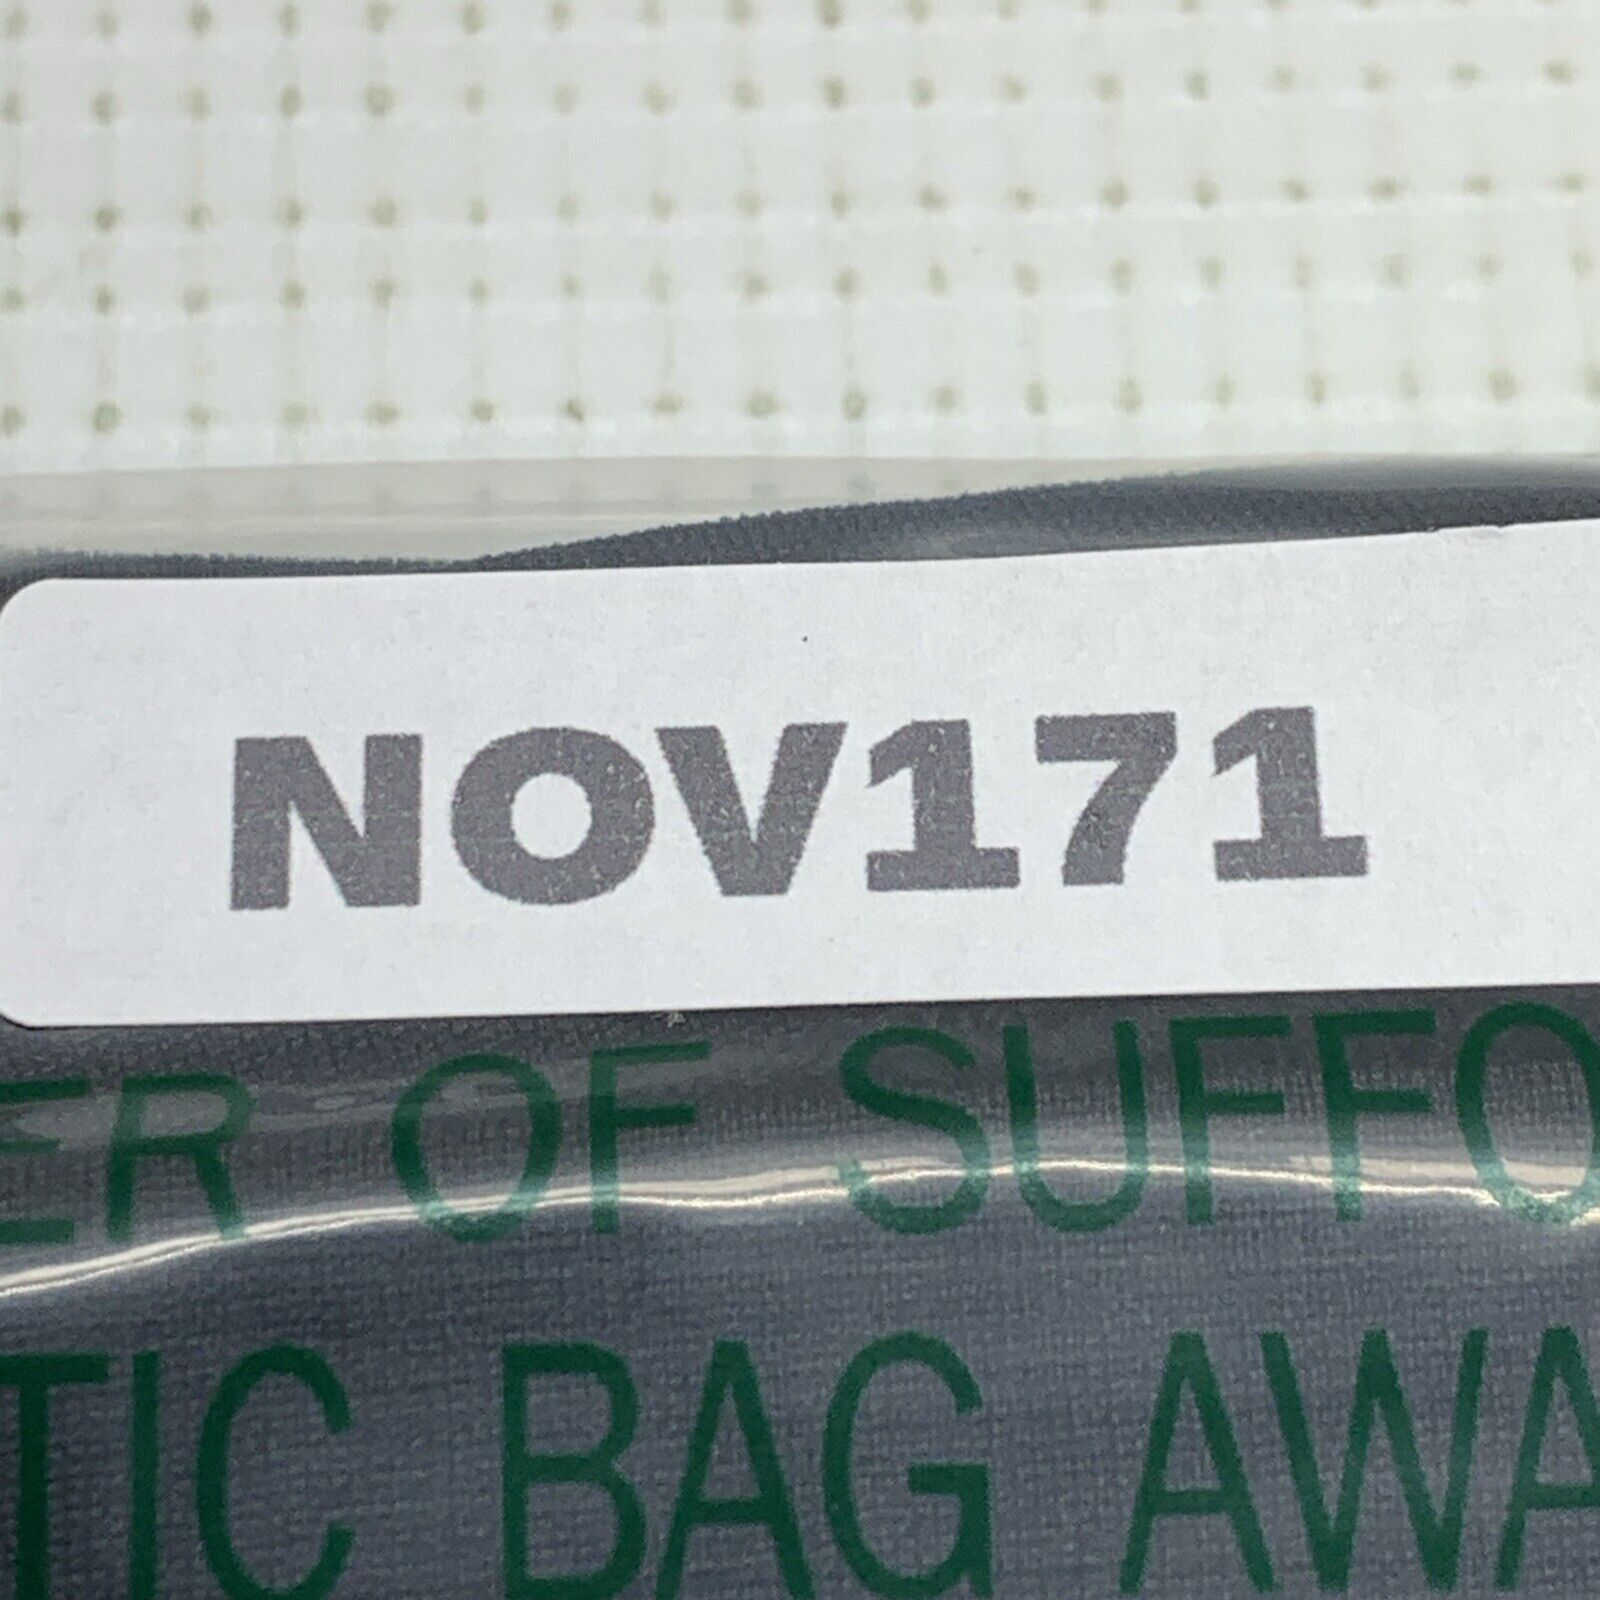 NOV171
ER OF SUFFO
TIC BAG AWA